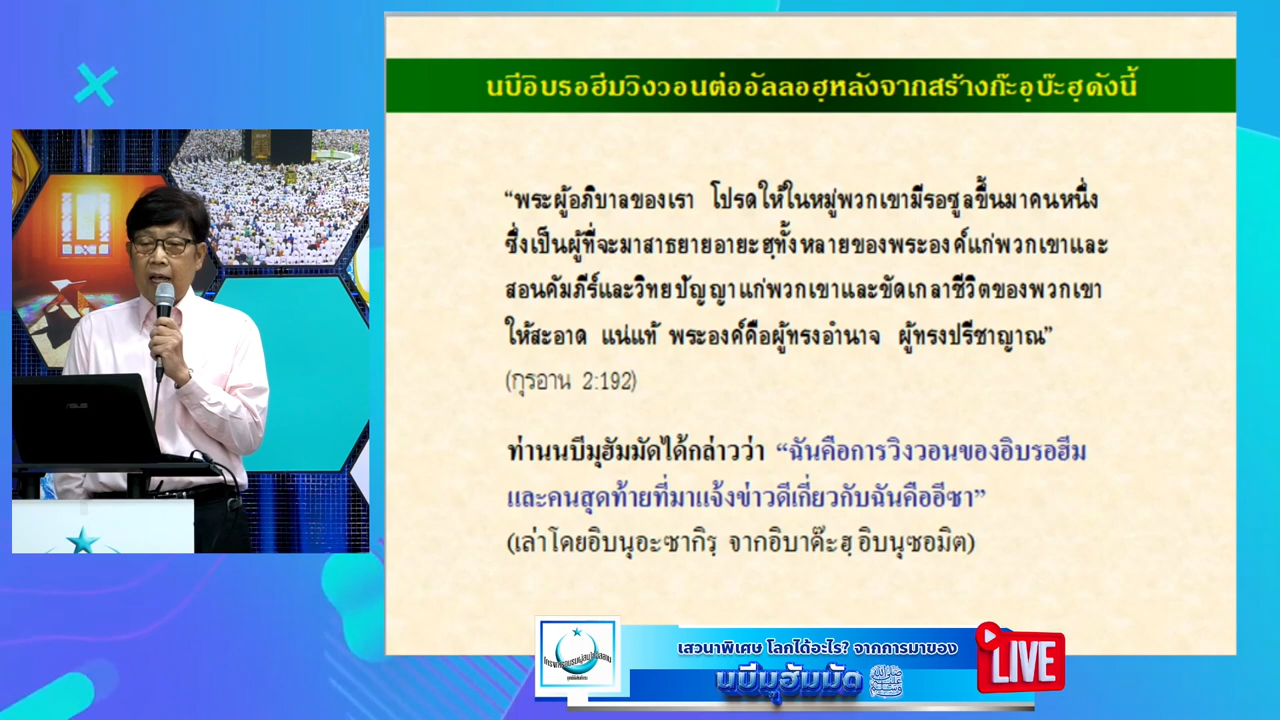 นบีอิบรอฮีมวิงวอนต่ออัลลอฮฺหลังจากสร้างก๊ะอฺบ๊ะฮฺดังนี้
“พระผู้อภิบาลของเรา โปรดให้ในหมู่พวกเขามีรอซูลขึ้นมาคนหนึ่ง
ซึ่งเป็นผู้ที่จะมาสาธยายอายะฮฺทั้งหลายของพระองค์แก่พวกเขาและ
สอนคัมภีร์และวิทยปัญญาแก่พวกเขาและขัดเกลาชีวิตของพวกเขา
ให้สะอาด แน่แท้ พระองค์คือผู้ทรงอำนาจ ผู้ทรงปรีชาญาณ”
(กุรอาน 2:192)
ท่านนบีมุฮัมมัดได้กล่าวว่า “ฉันคือการวิงวอนของอิบรอฮีม
และคนสุดท้ายที่มาแจ้งข่าวดีเกี่ยวกับฉันคืออีซา”
(เล่าโดยอิบนุอะซากิรฺ จากอิบาด๊ะฮฺ อิบนุซอมิต)
ASUS
เสวนาพิเศษ โลกได้อะไร? จากการมาของ
นบีมุฮัมมัด
LIVE